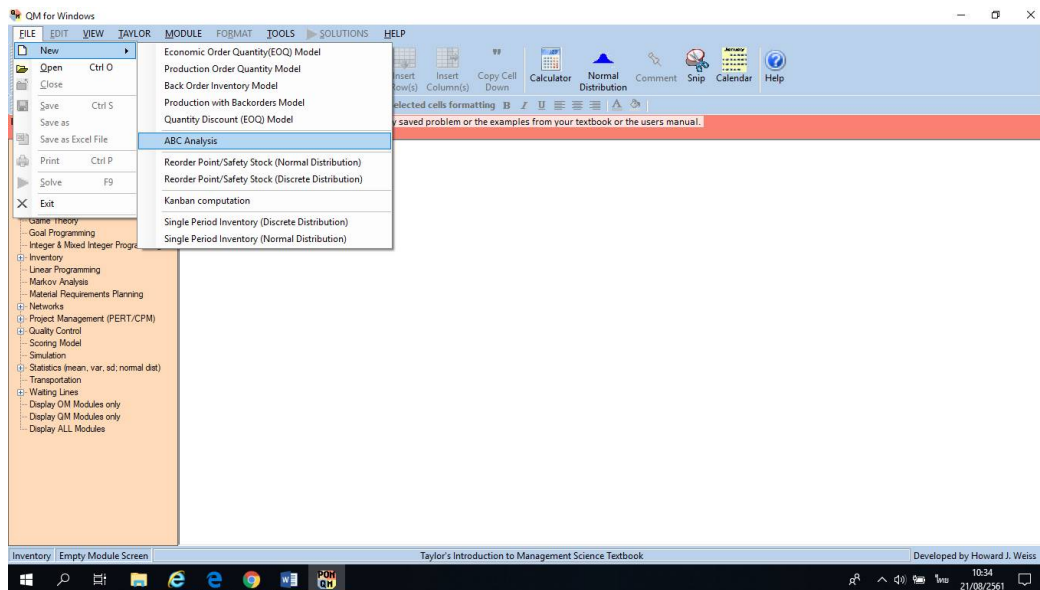 QM for Windows
FILE EDIT VIEW TAYLOR MODULE FORMAT TOOLS SOLUTIONS HELP
New
Open Ctrl O
Close
Save Ctrl S
Save as
Save as Excel File
Print Ctrl P
Solve F9
Exit
Economic Order Quantity(EOQ) Model
Production Order Quantity Model
Back Order Inventory Model
Production with Backorders Model
Quantity Discount (EOQ) Model
ABC Analysis
Reorder Point/Safety Stock (Normal Distribution)
Reorder Point/Safety Stock (Discrete Distribution)
Kanban computation
Single Period Inventory (Discrete Distribution)
Single Period Inventory (Normal Distribution)
Insert Insert Copy Cell Calculator Normal Comment Snip Calendar Help
Column(s) Down Distribution
January
elected cells formatting B I U A
saved problem or the examples from your textbook or the users manual.
Game Theory
Goal Programming
Integer & Mixed Integer Progra
Inventory
Linear Programming
Markov Analysis
Material Requirements Planning
Networks
Project Management (PERT/CPM)
Quality Control
Scoring Model
Simulation
Statistics (mean, var, sd; normal dist)
Transportation
Waiting Lines
Display OM Modules only
Display QM Modules only
Display ALL Modules
Inventory Empty Module Screen Taylor's Introduction to Management Science Textbook Developed by Howard J. Weiss
POM
QM
ไทย 10:34
21/08/2561